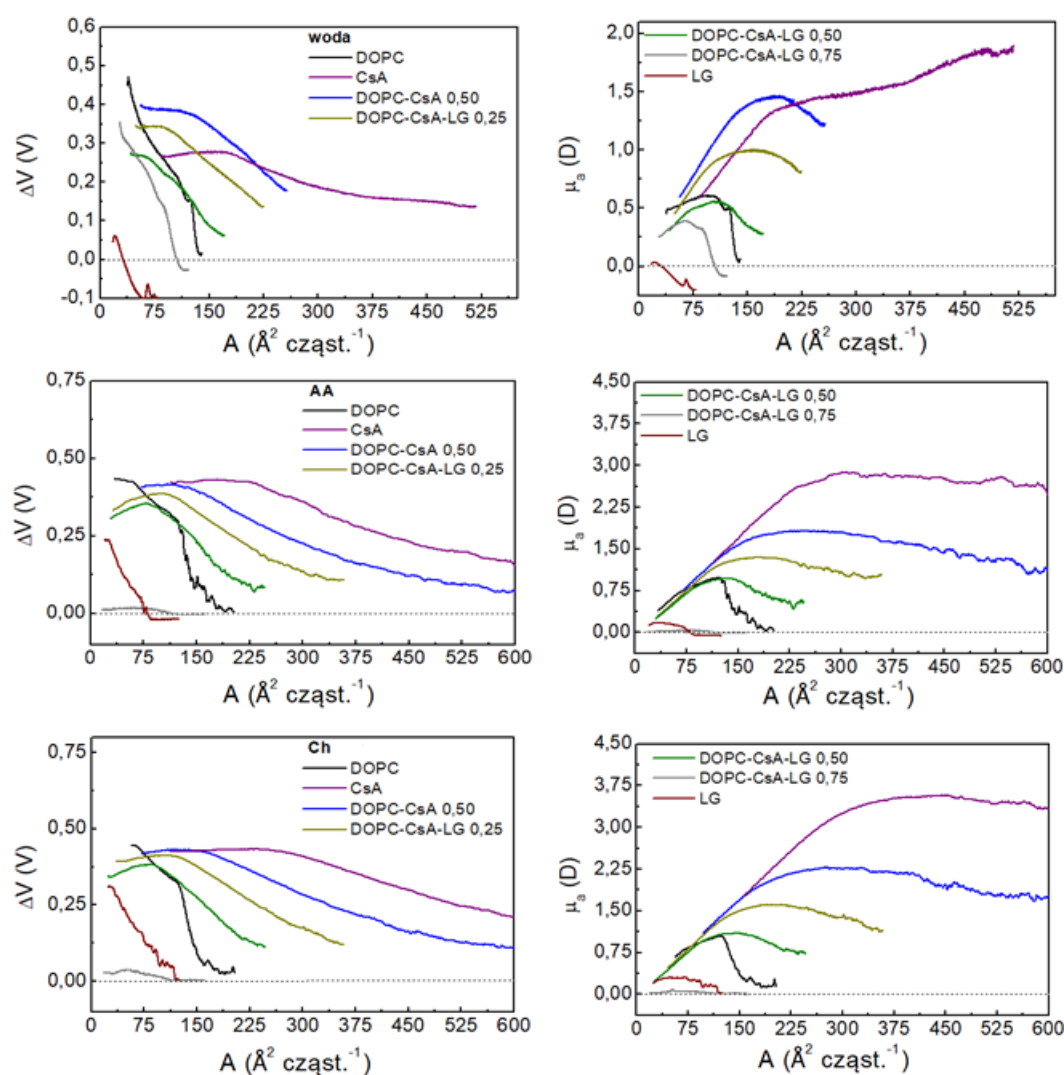 0,6
0,5
0,4
0,3
0,2
0,1
0,0
-0,1
ΔV (V)
woda
DOPC
CsA
DOPC-CsA 0,50
DOPC-CsA-LG 0,25
0 75 150 225 300 375 450 525
A (Å² cząst.⁻¹)
2,0
1,5
1,0
0,5
0,0
μₐ (D)
DOPC-CsA-LG 0,50
DOPC-CsA-LG 0,75
LG
0 75 150 225 300 375 450 525
A (Å² cząst.⁻¹)
0,75
0,50
0,25
0,00
ΔV (V)
AA
DOPC
CsA
DOPC-CsA 0,50
DOPC-CsA-LG 0,25
0 75 150 225 300 375 450 525 600
A (Å² cząst.⁻¹)
4,50
3,75
3,00
2,25
1,50
0,75
0,00
μₐ (D)
DOPC-CsA-LG 0,50
DOPC-CsA-LG 0,75
LG
0 75 150 225 300 375 450 525 600
A (Å² cząst.⁻¹)
0,75
0,50
0,25
0,00
ΔV (V)
Ch
DOPC
CsA
DOPC-CsA 0,50
DOPC-CsA-LG 0,25
0 75 150 225 300 375 450 525 600
A (Å² cząst.⁻¹)
4,50
3,75
3,00
2,25
1,50
0,75
0,00
μₐ (D)
DOPC-CsA-LG 0,50
DOPC-CsA-LG 0,75
LG
0 75 150 225 300 375 450 525 600
A (Å² cząst.⁻¹)